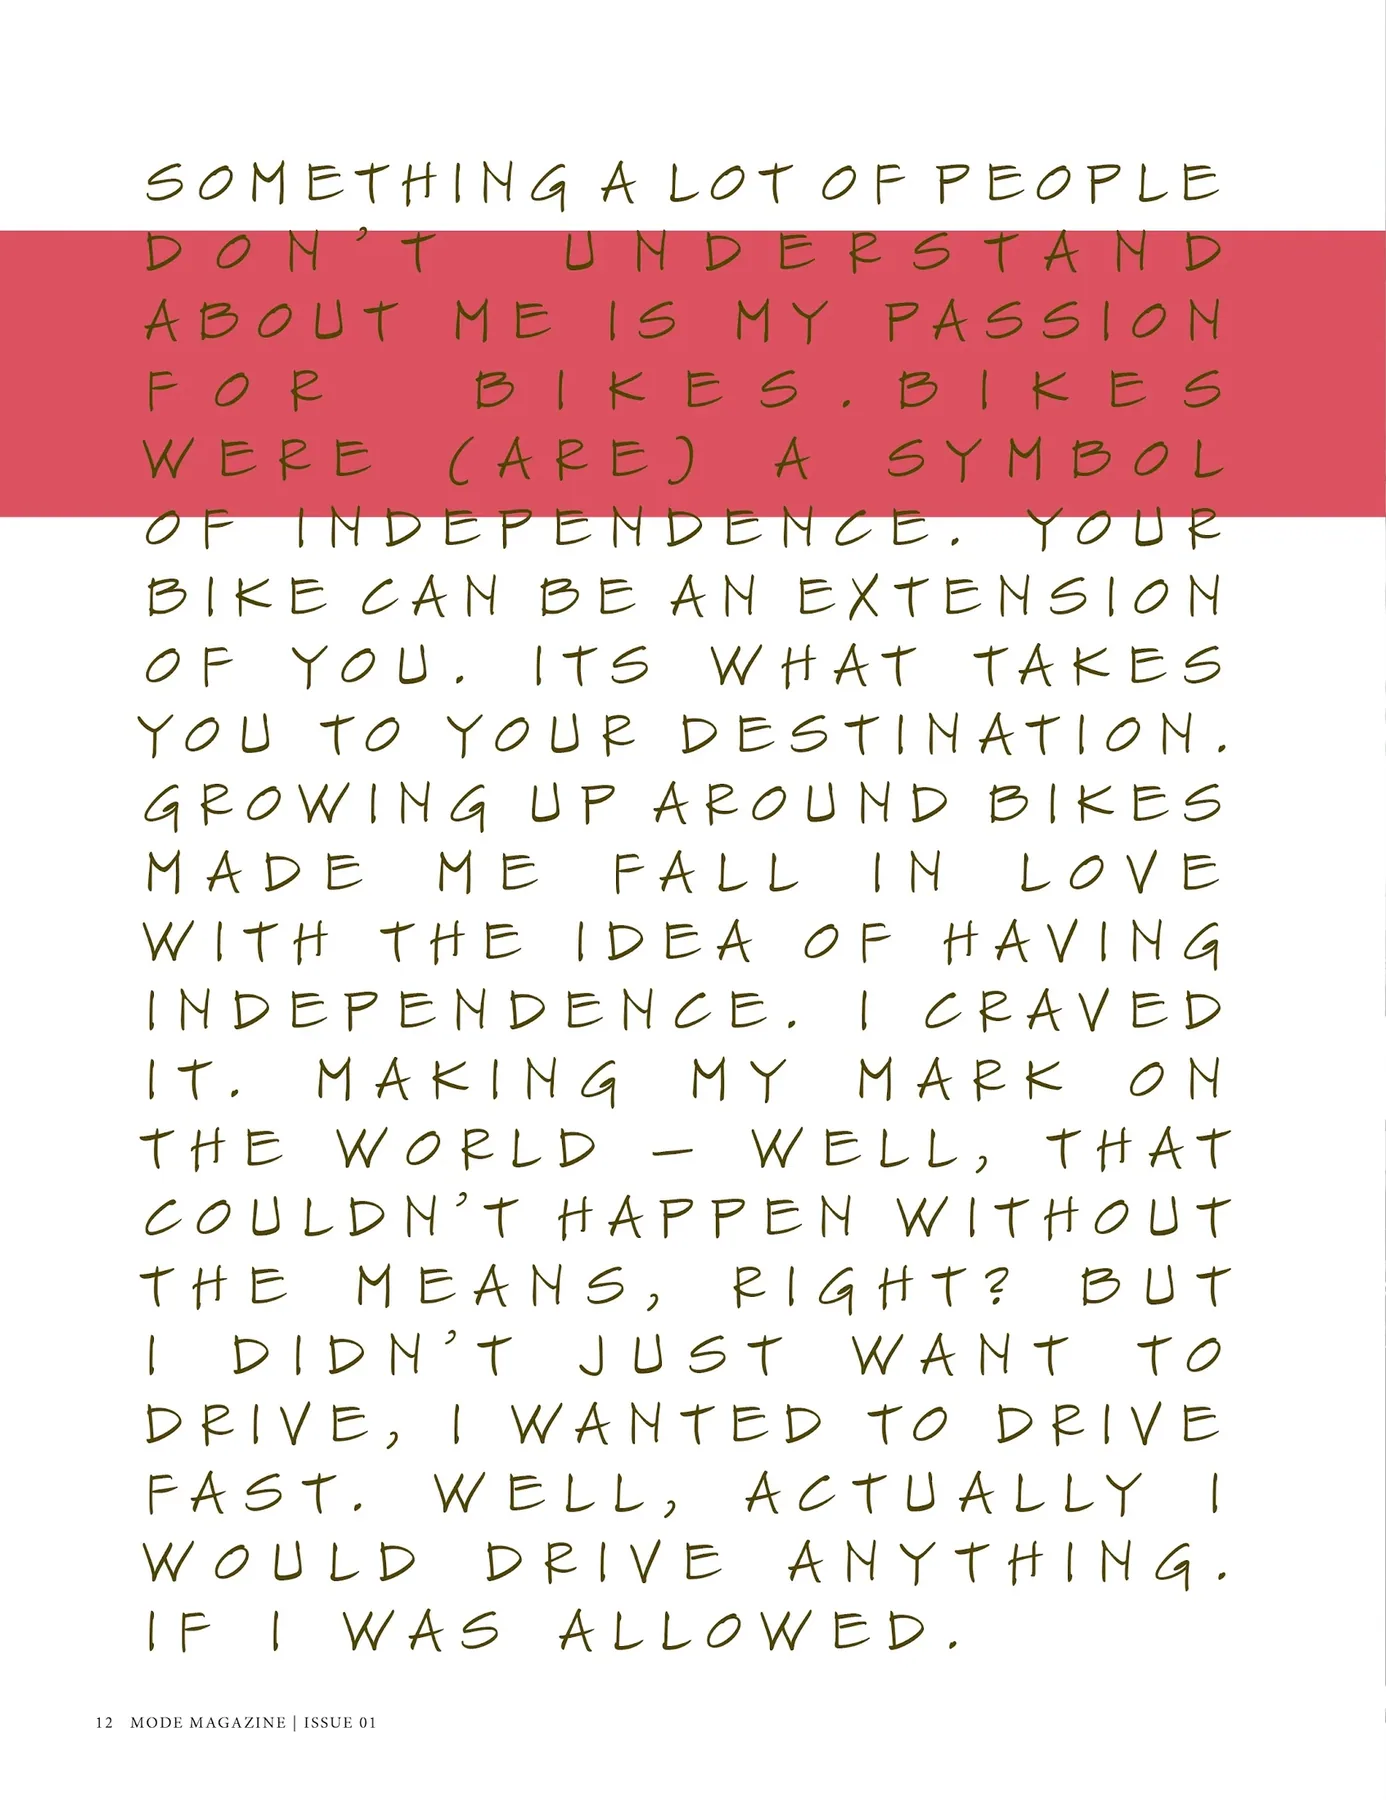 SOMETHING A LOT OF PEOPLE
DON’T UNDERSTAND
ABOUT ME IS MY PASSION
FOR BIKES. BIKES
WERE (ARE) A SYMBOL
OF INDEPENDENCE. YOUR
BIKE CAN BE AN EXTENSION
OF YOU. ITS WHAT TAKES
YOU TO YOUR DESTINATION.
GROWING UP AROUND BIKES
MADE ME FALL IN LOVE
WITH THE IDEA OF HAVING
INDEPENDENCE. I CRAVED
IT. MAKING MY MARK ON
THE WORLD – WELL, THAT
COULDN’T HAPPEN WITHOUT
THE MEANS, RIGHT? BUT
I DIDN’T JUST WANT TO
DRIVE, I WANTED TO DRIVE
FAST. WELL, ACTUALLY I
WOULD DRIVE ANYTHING.
IF I WAS ALLOWED.
12 MODE MAGAZINE | ISSUE 01